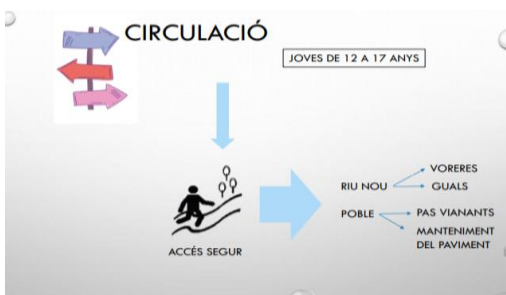 CIRCULACIÓ
JOVES DE 12 A 17 ANYS
ACCÉS SEGUR
RIU NOU
VORERES
GUALS
POBLE
PAS VIANANTS
MANTENIMENT
DEL PAVIMENT